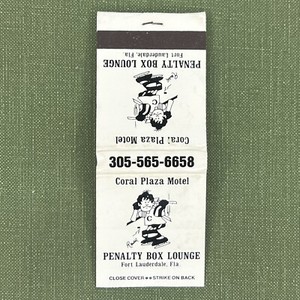 Fort Lauderdale, Fla.
PENALTY BOX LOUNGE
Coral Plaza Motel
305-565-6658
Coral Plaza Motel
C
PENALTY BOX LOUNGE
Fort Lauderdale, Fla.
CLOSE COVER ★★ STRIKE ON BACK